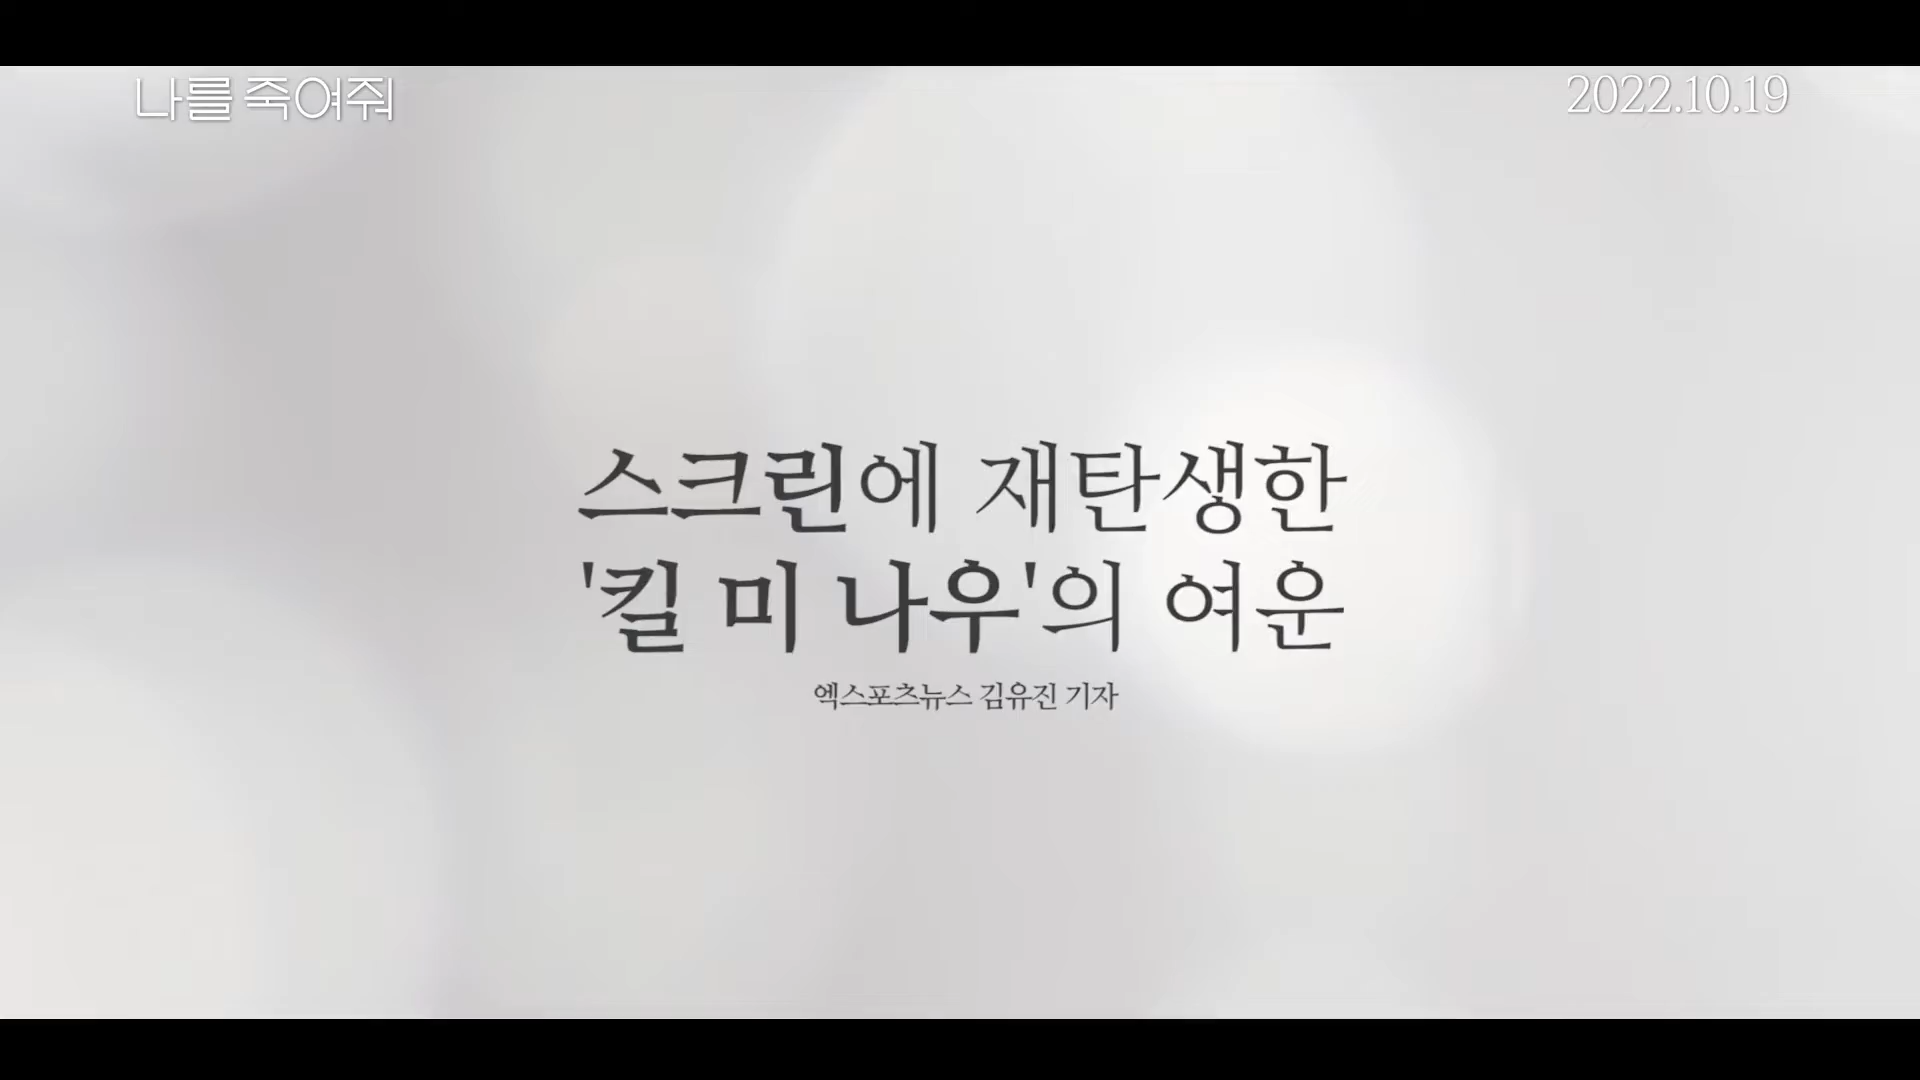 나를 죽여줘
2022.10.19
스크린에 재탄생한
'킬 미 나우'의 여운
엑스포츠뉴스 김유진 기자